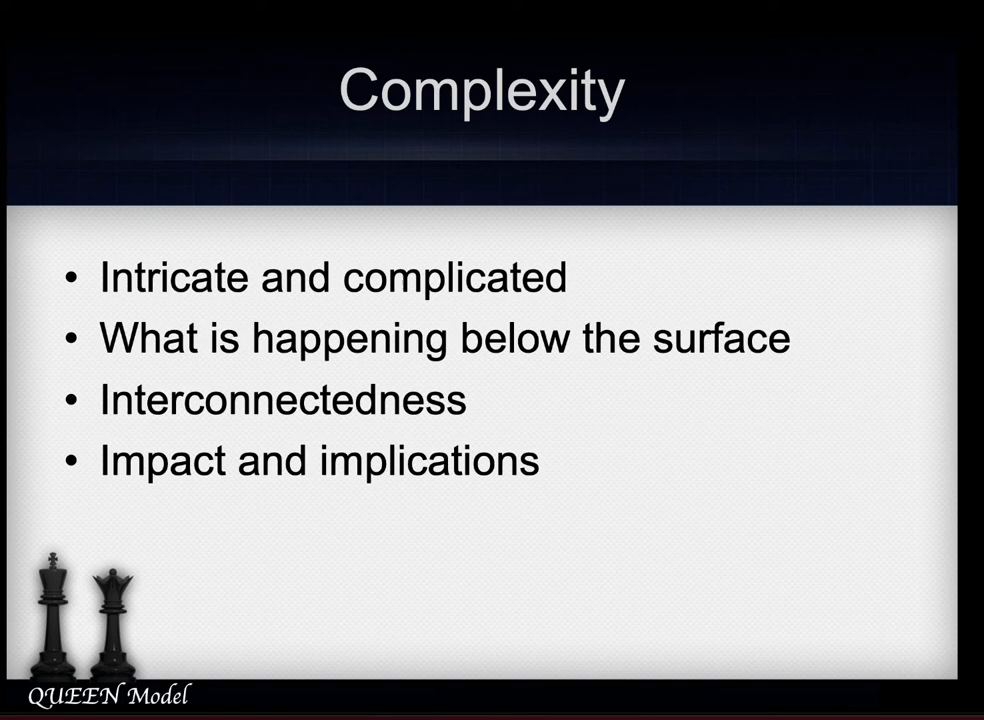 Complexity
• Intricate and complicated
• What is happening below the surface
• Interconnectedness
• Impact and implications
QUEEN Model